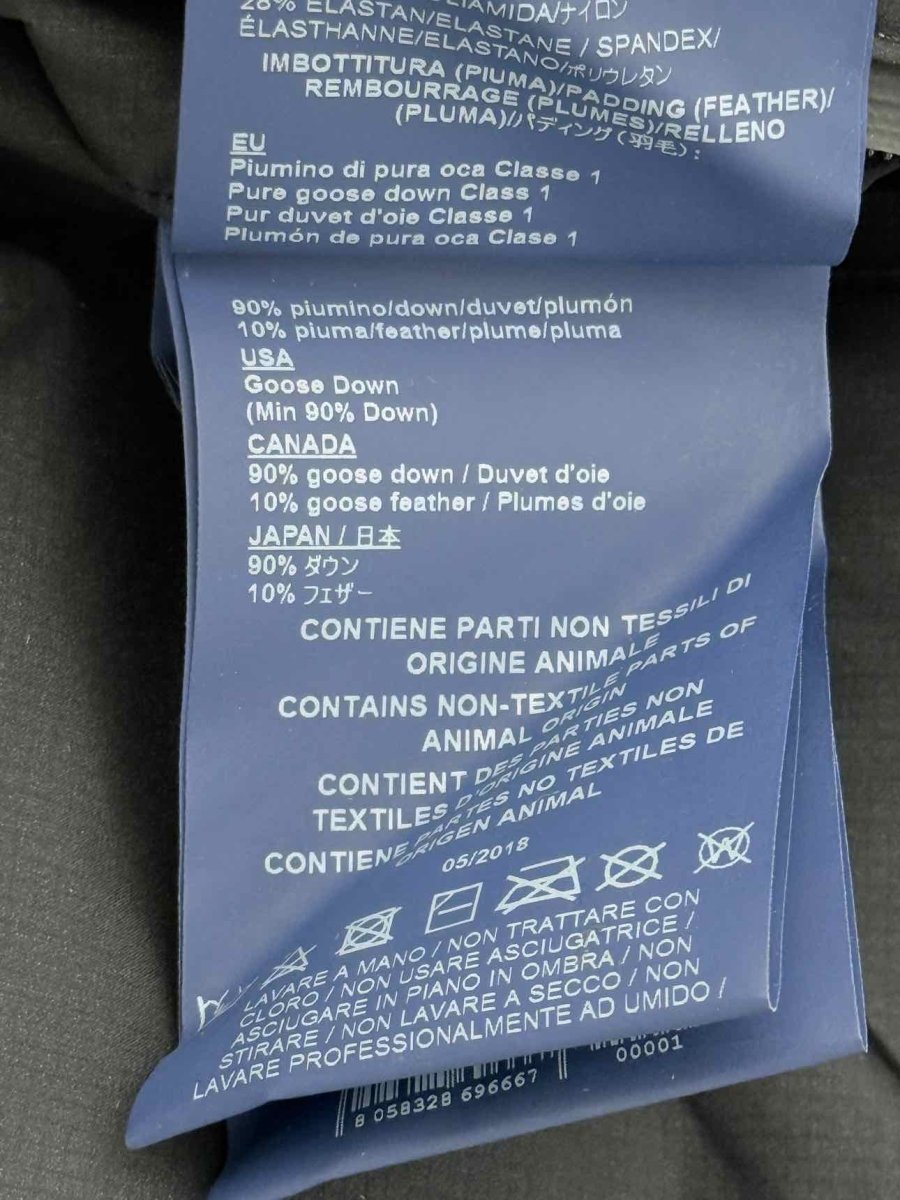 28% ELASTAN/ELASTANE / SPANDEX/
ÉLASTHANNE/ELASTANO/ポリウレタン
IMBOTTITURA (PIUMA)/PADDING (FEATHER)/
REMBOURRAGE (PLUMES)/RELLENO
(PLUMA)//パディング(羽毛):
EU
Piumino di pura oca Classe 1
Pure goose down Class 1
Pur duvet d'oie Classe 1
Plumón de pura oca Clase 1
90% piumino/down/duvet/plumón
10% piuma/feather/plume/pluma
USA
Goose Down
(Min 90% Down)
CANADA
90% goose down / Duvet d'oie
10% goose feather / Plumes d'oie
JAPAN / 日本
90% ダウン
10% フェザー
CONTIENE PARTI NON TESSILI DI
ORIGINE ANIMALE
CONTAINS NON-TEXTILE PARTS OF
ANIMAL ORIGIN
CONTIENT DES PARTIES NON
TEXTILES D'ORIGINE ANIMALE
CONTIENE PARTES NO TEXTILES DE
ORIGEN ANIMAL
05/2018
W
LAVARE A MANO / NON TRATTARE CON
CLORO / NON USARE ASCIUGATRICE /
ASCIUGARE IN PIANO IN OMBRA / NON
STIRARE / NON LAVARE A SECCO / NON
LAVARE PROFESSIONALMENTE AD UMIDO /
8 058328 696667
00001